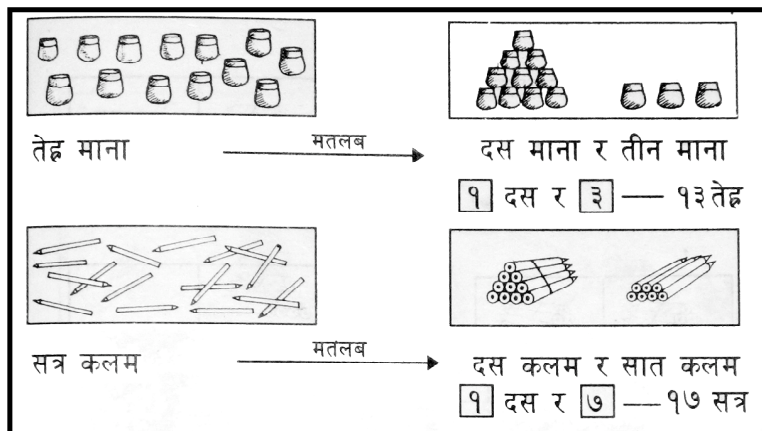 तेह्र माना
मतलब
दस माना र तीन माना
१ दस र ३ — १३ तेह्र
सत्र कलम
मतलब
दस कलम र सात कलम
१ दस र ७ — १७ सत्र